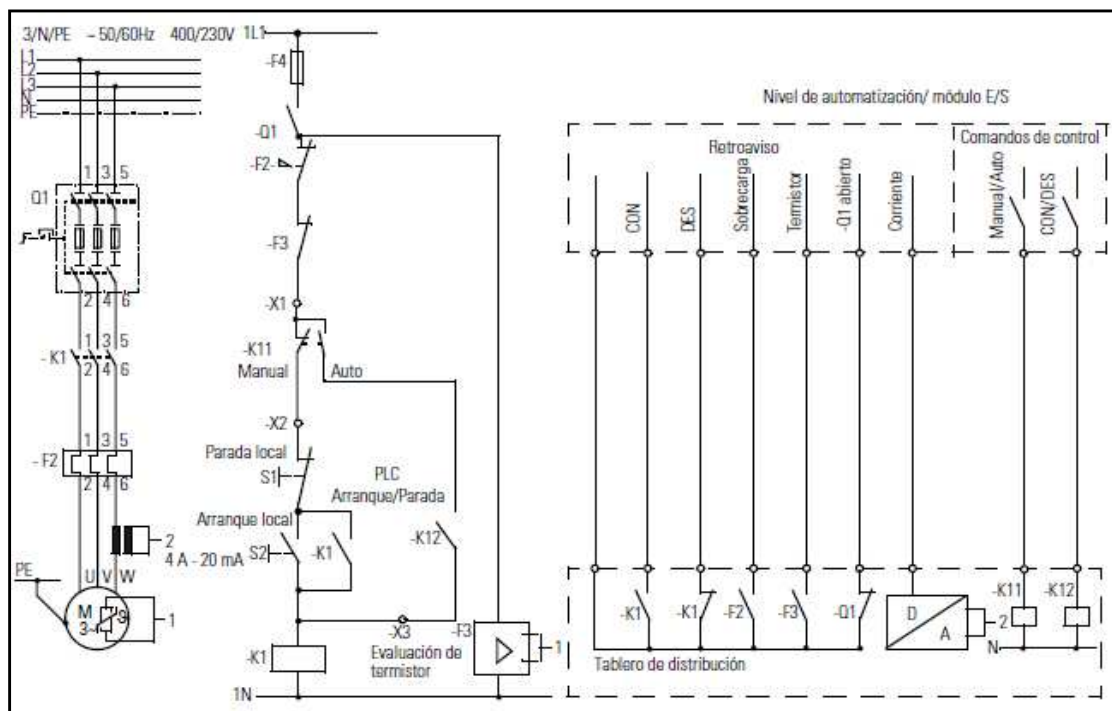 3/N/PE ~ 50/60Hz 400/230V
L1
L2
L3
N
PE
1 3 5
Q1
2 4 6
1 3 5
- K1
2 4 6
1 3 5
- F2
2 4 6
2
4 A - 20 mA
PE
U V W
M
3~
ϑ
1
1L1
-F4
-Q1
-F2-
-F3
-X1
-K11
Manual
Auto
-X2
Parada local
S1
PLC
Arranque/Parada
Arranque local
S2
-K1
-K12
-X3
Evaluación de
termistor
-F3
1
-K1
1N
Nivel de automatización/ módulo E/S
Retroaviso
Comandos de control
CON
DES
Sobrecarga
Termistor
-Q1 abierto
Corriente
Manual/Auto
CON/DES
-K1
-K1
-F2
-F3
-Q1
D
A
2
-K11
-K12
N
Tablero de distribución